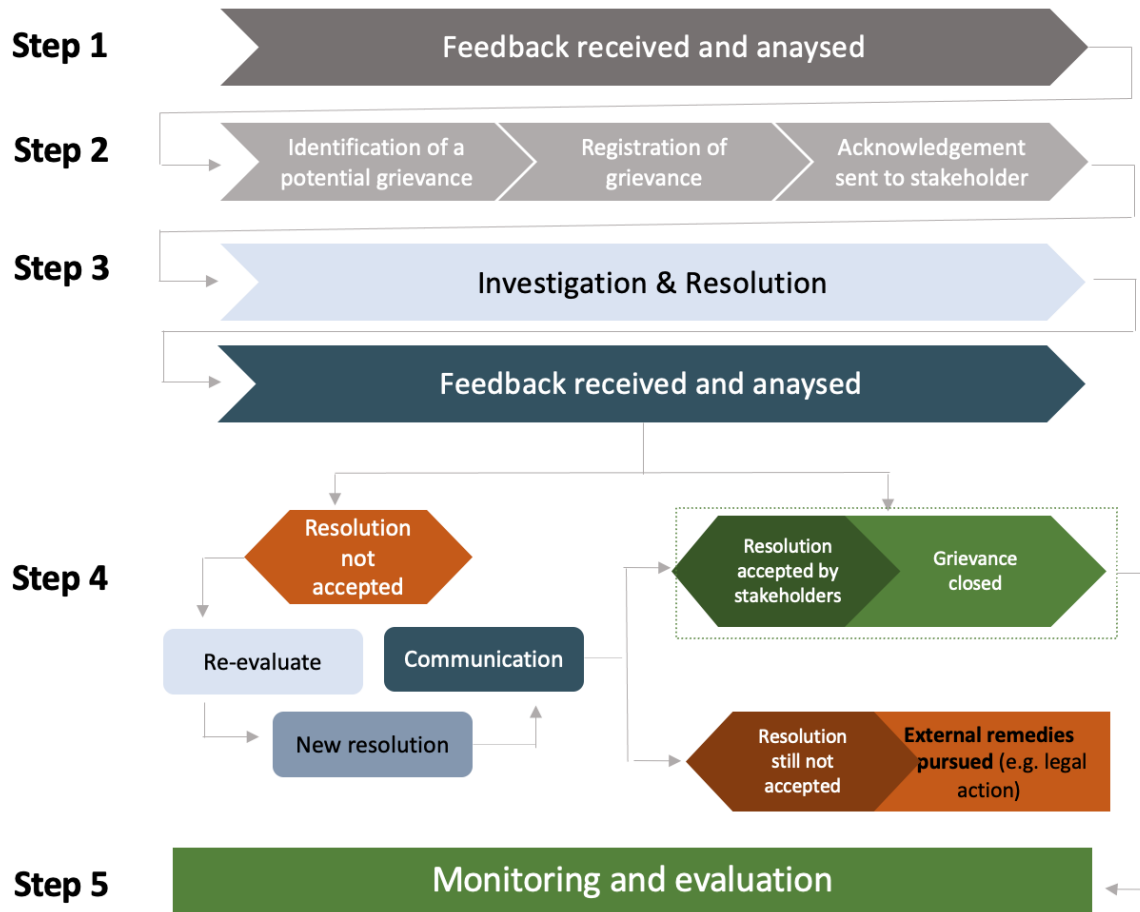 Step 1
Feedback received and anaysed
Step 2
Identification of a
potential grievance
Registration of
grievance
Acknowledgement
sent to stakeholder
Step 3
Investigation & Resolution
Feedback received and anaysed
Step 4
Resolution
not
accepted
Resolution
accepted by
stakeholders
Grievance
closed
Re-evaluate
Communication
New resolution
Resolution
still not
accepted
External remedies
pursued (e.g. legal
action)
Step 5
Monitoring and evaluation